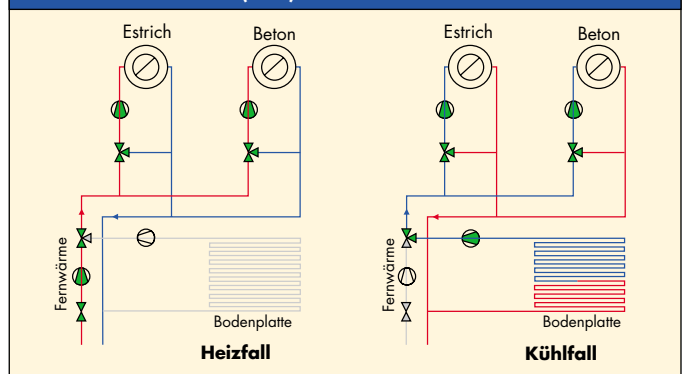 Estrich
Beton
Fernwärme
Bodenplatte
Heizfall
Estrich
Beton
Fernwärme
Bodenplatte
Kühlfall